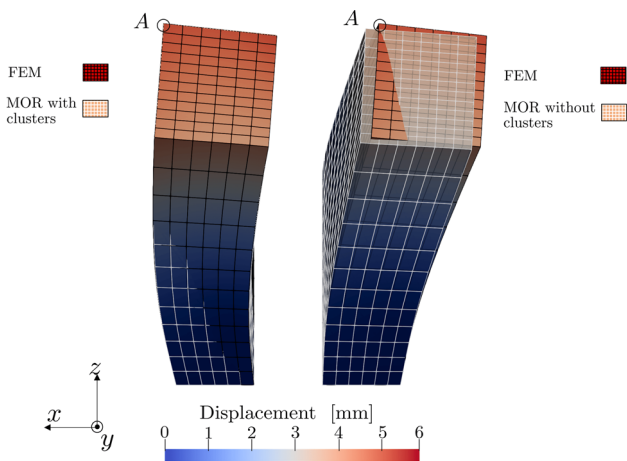 A
A
FEM
MOR with
clusters
FEM
MOR without
clusters
z
x
y
Displacement [mm]
0 1 2 3 4 5 6